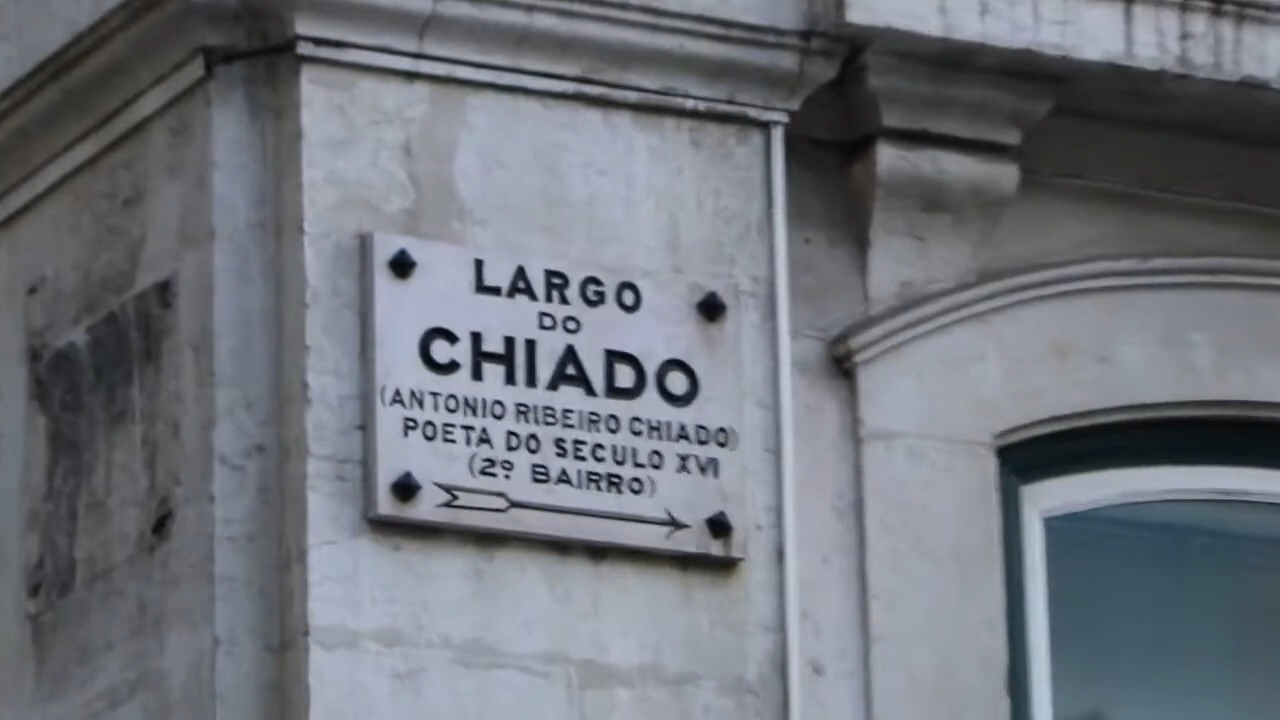 LARGO
DO
CHIADO
(ANTONIO RIBEIRO CHIADO)
POETA DO SECULO XVI
(2º BAIRRO)